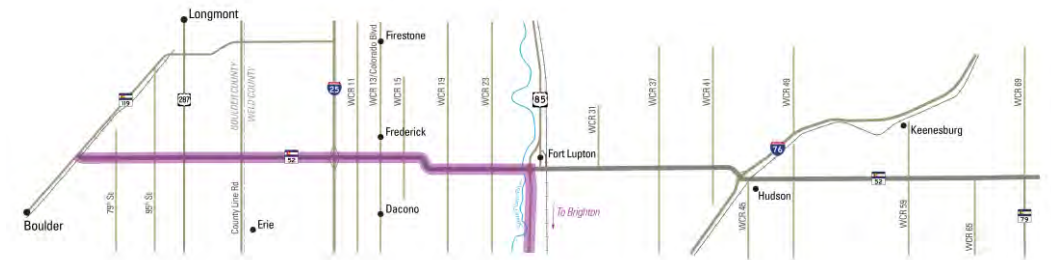 Longmont
Firestone
119
287
BOULDER COUNTY
WELD COUNTY
25
WCR 11
WCR 13/Colorado Blvd
WCR 15
WCR 19
WCR 23
85
WCR 31
WCR 37
WCR 41
WCR 49
WCR 69
76
Keenesburg
Frederick
Fort Lupton
52
79th St
95th St
County Line Rd
Boulder
Erie
Dacono
To Brighton
WCR 45
Hudson
52
WCR 59
WCR 65
79